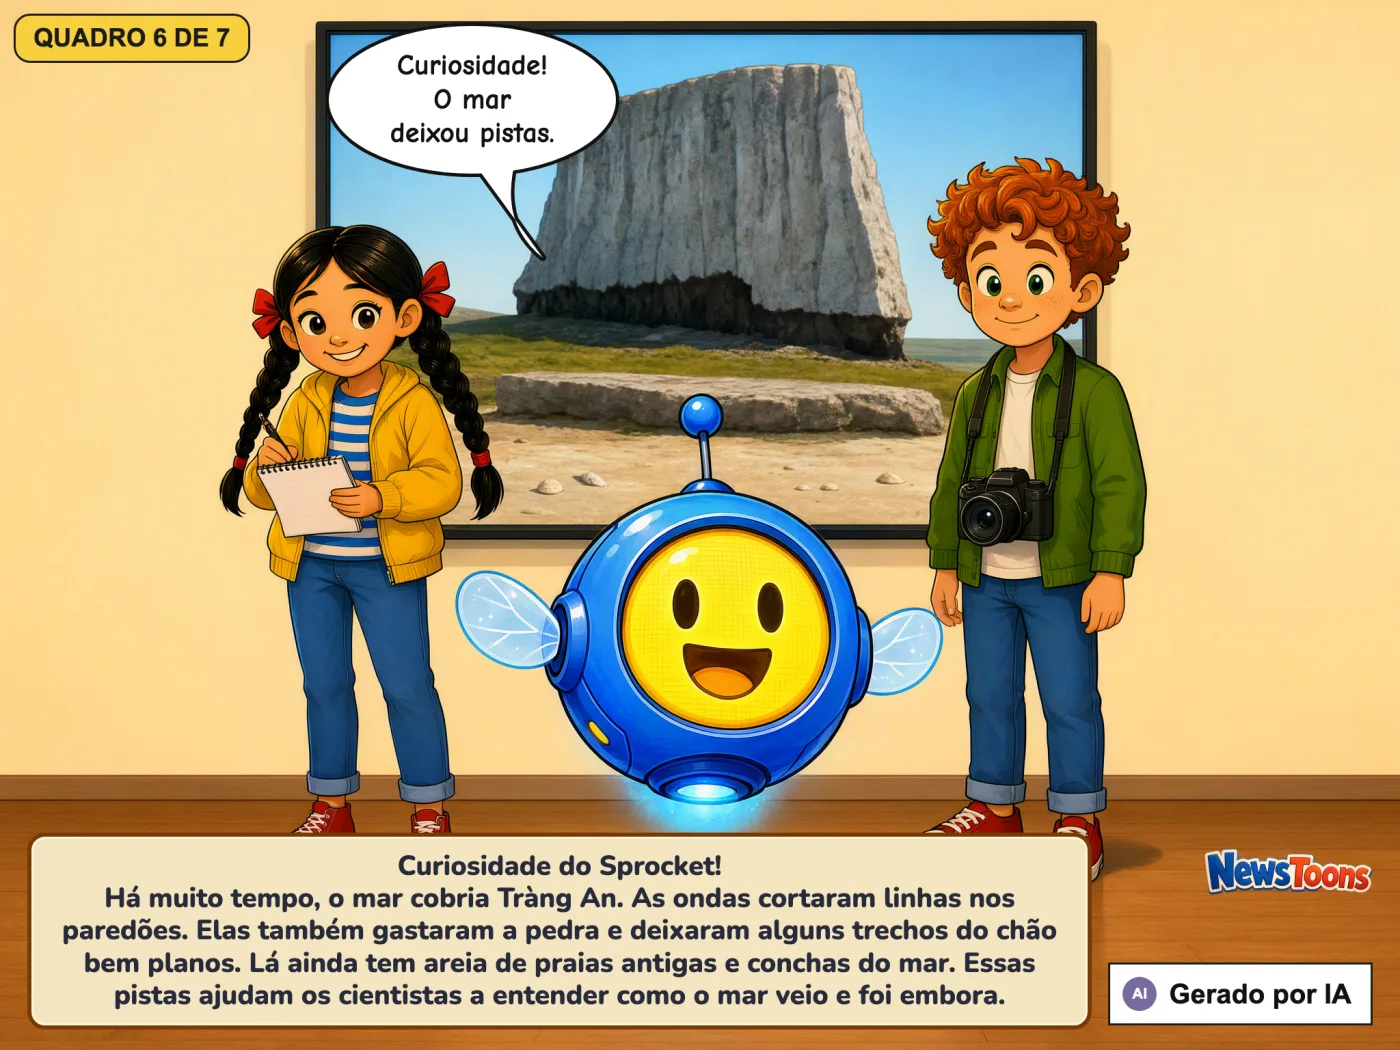 QUADRO 6 DE 7
Curiosidade!
O mar
deixou pistas.
Curiosidade do Sprocket!
Há muito tempo, o mar cobria Tràng An. As ondas cortaram linhas nos
paredões. Elas também gastaram a pedra e deixaram alguns trechos do chão
bem planos. Lá ainda tem areia de praias antigas e conchas do mar. Essas
pistas ajudam os cientistas a entender como o mar veio e foi embora.
NewsToons
AI Gerado por IA